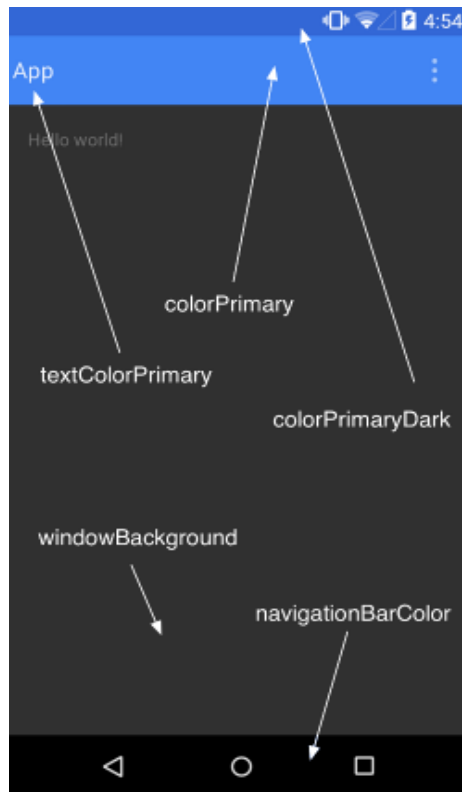 4:54
App
Hello world!
colorPrimary
textColorPrimary
colorPrimaryDark
windowBackground
navigationBarColor